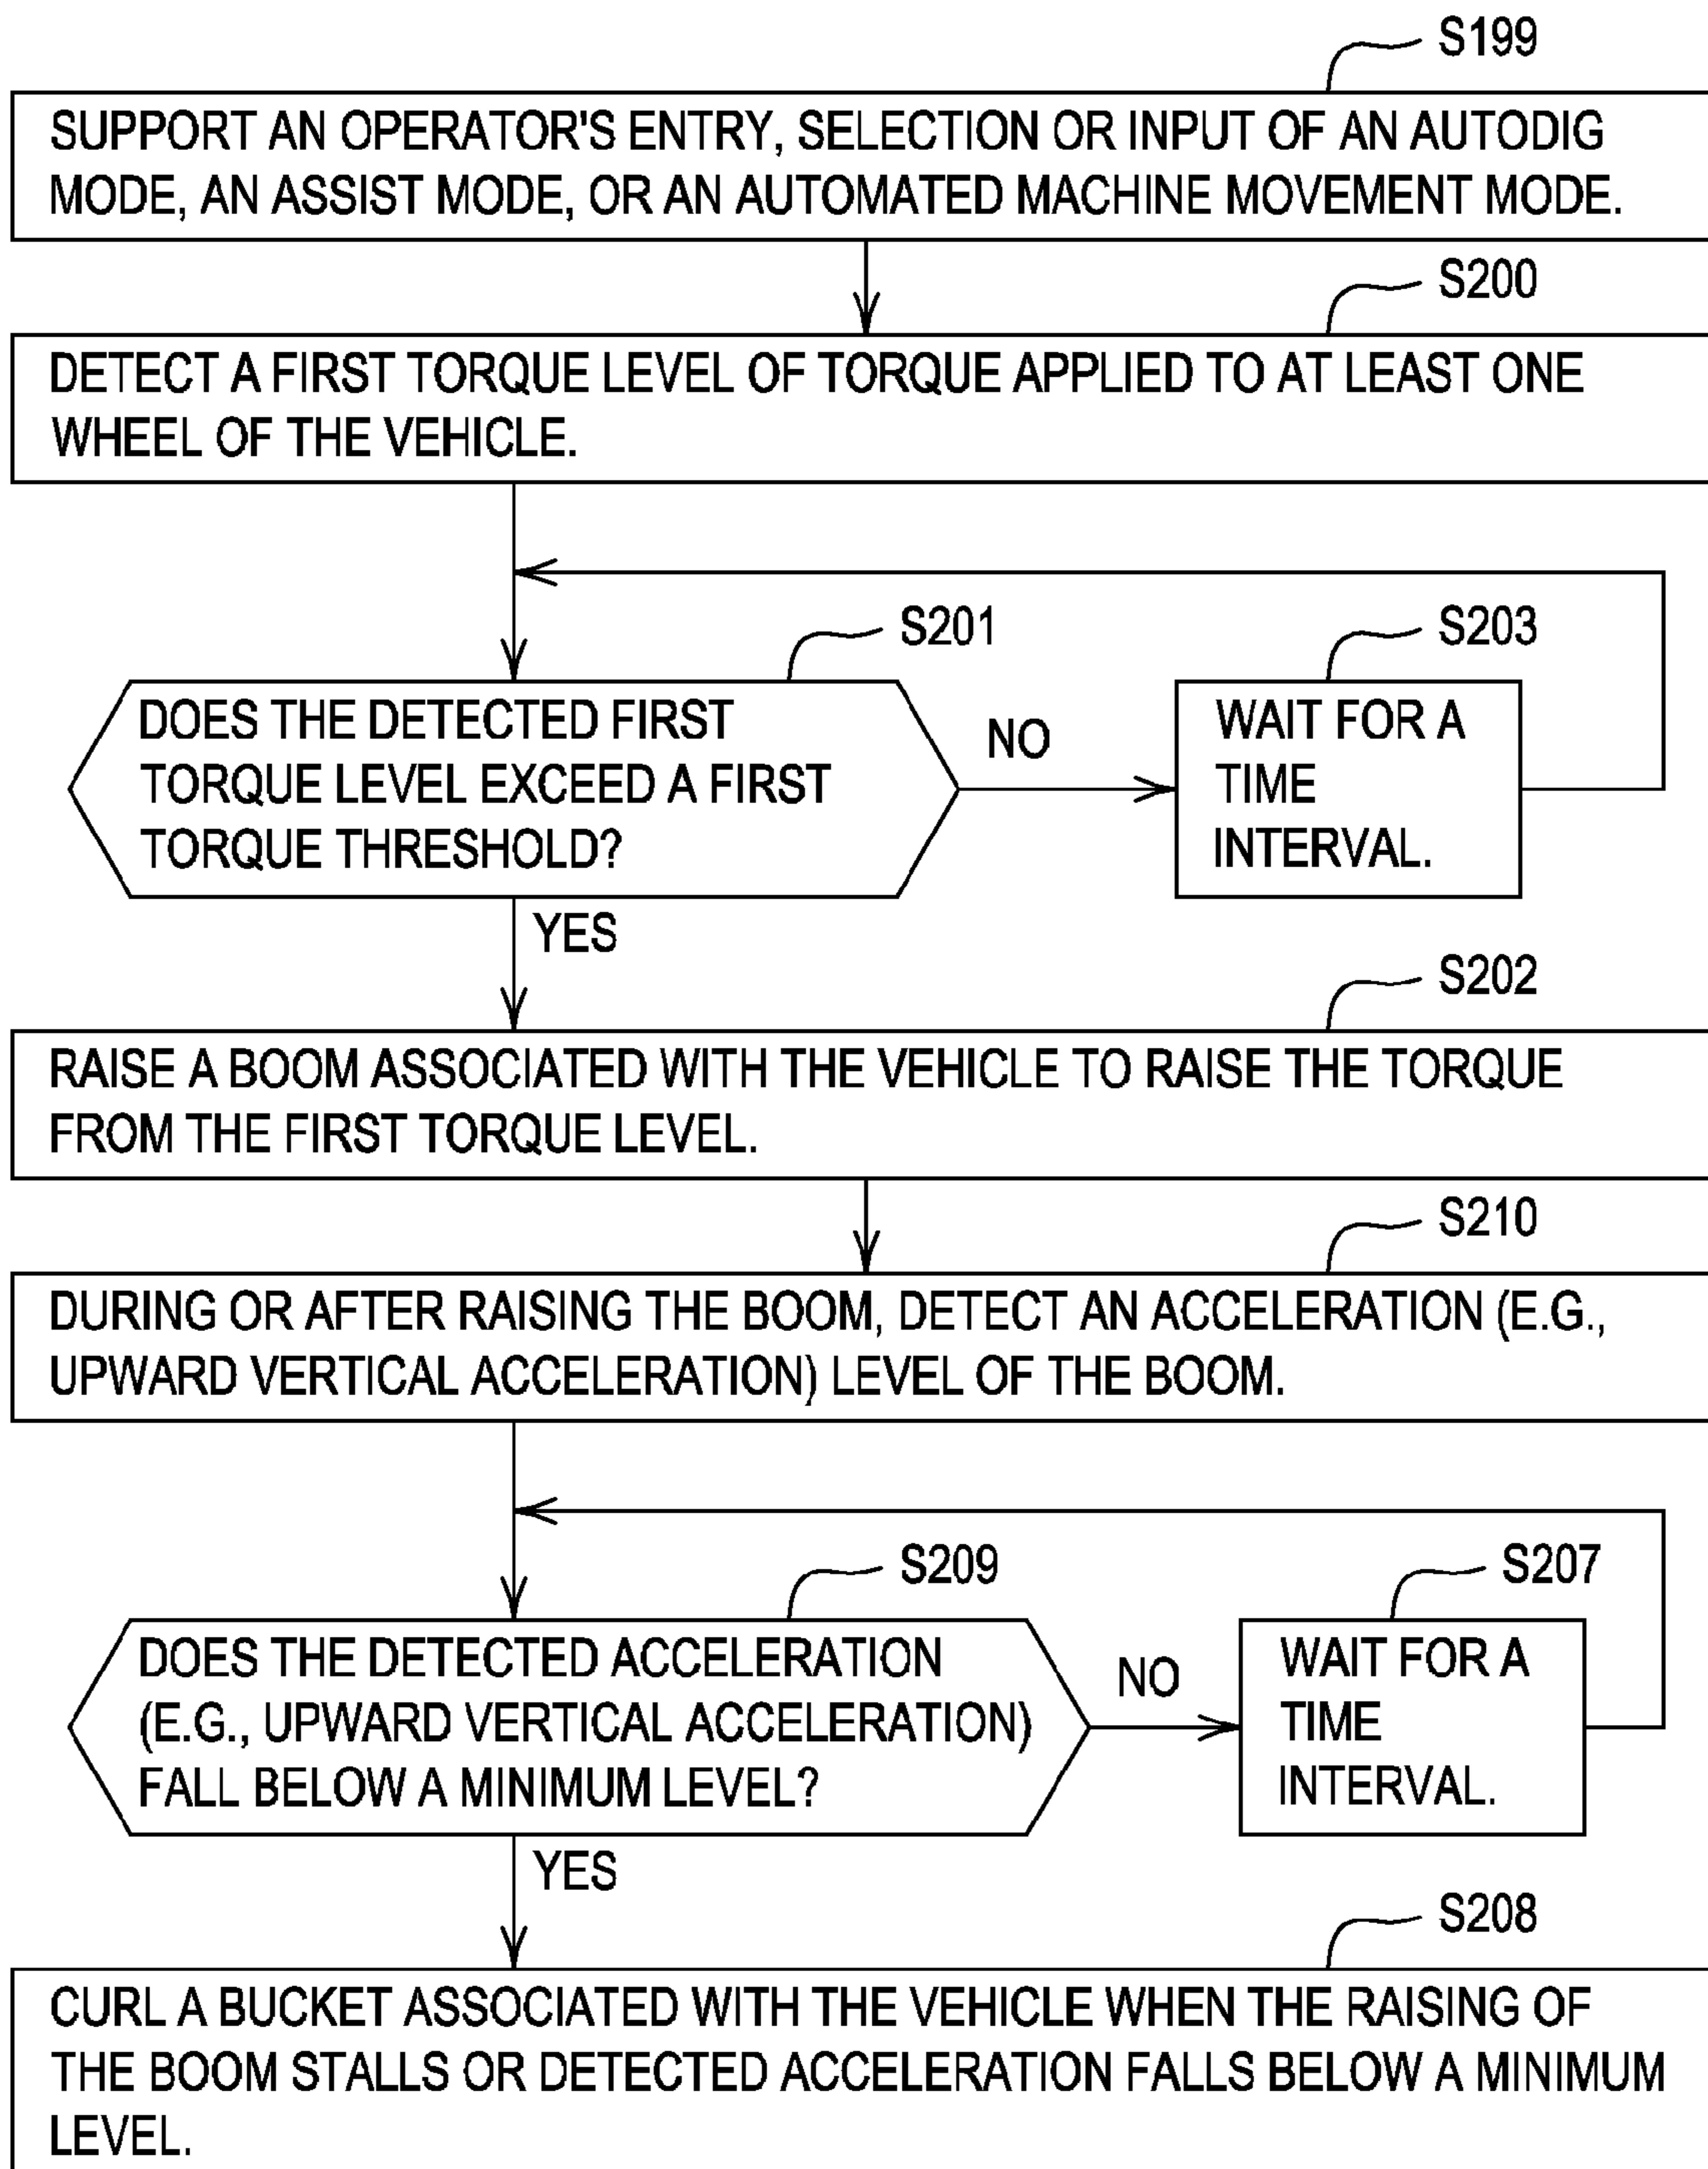 S199
SUPPORT AN OPERATOR'S ENTRY, SELECTION OR INPUT OF AN AUTODIG
MODE, AN ASSIST MODE, OR AN AUTOMATED MACHINE MOVEMENT MODE.
S200
DETECT A FIRST TORQUE LEVEL OF TORQUE APPLIED TO AT LEAST ONE
WHEEL OF THE VEHICLE.
S201
DOES THE DETECTED FIRST
TORQUE LEVEL EXCEED A FIRST
TORQUE THRESHOLD?
NO
S203
WAIT FOR A
TIME
INTERVAL.
YES
S202
RAISE A BOOM ASSOCIATED WITH THE VEHICLE TO RAISE THE TORQUE
FROM THE FIRST TORQUE LEVEL.
S210
DURING OR AFTER RAISING THE BOOM, DETECT AN ACCELERATION (E.G.,
UPWARD VERTICAL ACCELERATION) LEVEL OF THE BOOM.
S209
DOES THE DETECTED ACCELERATION
(E.G., UPWARD VERTICAL ACCELERATION)
FALL BELOW A MINIMUM LEVEL?
NO
S207
WAIT FOR A
TIME
INTERVAL.
YES
S208
CURL A BUCKET ASSOCIATED WITH THE VEHICLE WHEN THE RAISING OF
THE BOOM STALLS OR DETECTED ACCELERATION FALLS BELOW A MINIMUM
LEVEL.